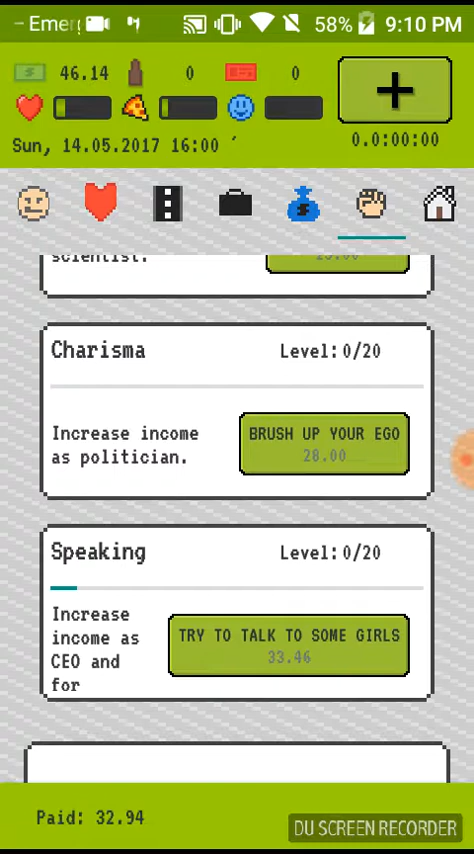 Emer
58% 9:10 PM
46.14 0 0
0.0:00:00
Sun, 14.05.2017 16:00
scientist.
Charisma Level:0/20
Increase income
as politician.
BRUSH UP YOUR EGO
28.00
Speaking Level:0/20
Increase
income as
CEO and
for
TRY TO TALK TO SOME GIRLS
33.46
Paid: 32.94
DU SCREEN RECORDER